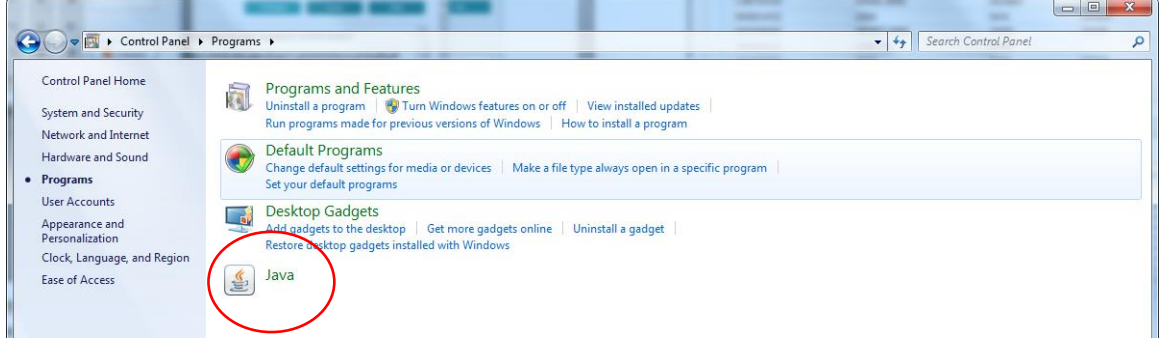 Control Panel Programs
Search Control Panel
Control Panel Home
System and Security
Network and Internet
Hardware and Sound
Programs
User Accounts
Appearance and
Personalization
Clock, Language, and Region
Ease of Access
Programs and Features
Uninstall a program Turn Windows features on or off View installed updates
Run programs made for previous versions of Windows How to install a program
Default Programs
Change default settings for media or devices Make a file type always open in a specific program
Set your default programs
Desktop Gadgets
Add gadgets to the desktop Get more gadgets online Uninstall a gadget
Restore desktop gadgets installed with Windows
Java